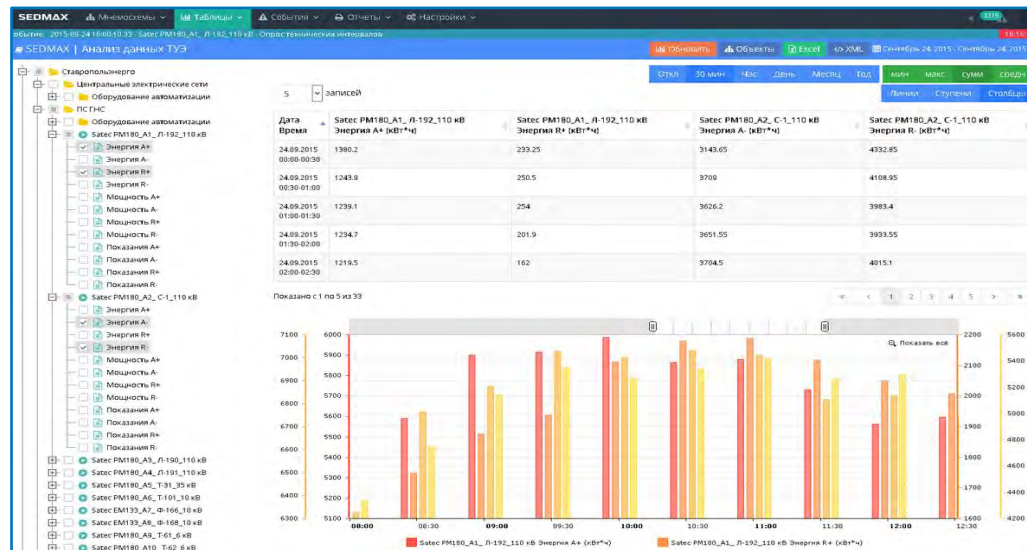 SEDMAX Мнемосхемы Таблицы События Отчеты Настройки 3315
событие: 2015-09-24 16:00:10.33 - Satec PM180_A1_ Л-192_110 кВ - Опрос технических интервалов
SEDMAX | Анализ данных ТУЭ Обновить Объекты Excel XML Сентябрь 24, 2015 - Сентябрь 24, 2015
Ставропольэнерго
Центральные электрические сети
Оборудование автоматизации
ПС ГНС
Оборудование автоматизации
Satec PM180_A1_ Л-192_110 кВ
Энергия A+
Энергия A-
Энергия R+
Энергия R-
Мощность A+
Мощность A-
Мощность R+
Мощность R-
Показания A+
Показания A-
Показания R+
Показания R-
Satec PM180_A2_ C-1_110 кВ
Энергия A+
Энергия A-
Энергия R+
Энергия R-
Мощность A+
Мощность A-
Мощность R+
Мощность R-
Показания A+
Показания A-
Показания R+
Показания R-
Satec PM180_A3_ Л-190_110 кВ
Satec PM180_A4_ Л-191_110 кВ
Satec PM180_A5_ Т-31_35 кВ
Satec PM180_A6_ Т-101_10 кВ
Satec EM133_A7_ Ф-166_10 кВ
Satec EM133_A8_ Ф-168_10 кВ
Satec PM180_A9_ Т-61_6 кВ
Satec PM180_A10_ Т-62_6 кВ
Откл 30 мин Час День Месяц Год мин макс сумм средн
5 записей Линии Ступени Столбцы
Дата Время Satec PM180_A1_ Л-192_110 кВ Энергия A+ (кВт*ч) Satec PM180_A1_ Л-192_110 кВ Энергия R+ (кВт*ч) Satec PM180_A2_ C-1_110 кВ Энергия A- (кВт*ч) Satec PM180_A2_ C-1_110 кВ Энергия R- (кВт*ч)
24.09.2015 00:00-00:30 1380.2 233.25 3143.65 4332.85
24.09.2015 00:30-01:00 1243.9 250.5 3709 4108.95
24.09.2015 01:00-01:30 1239.1 254 3626.2 3983.4
24.09.2015 01:30-02:00 1234.7 201.9 3651.55 3933.55
24.09.2015 02:00-02:30 1219.5 162 3704.5 4015.1
Показано с 1 по 5 из 33 « ‹ 1 2 3 4 5 › »
Показать всё
7100 6000 2200 5600
7000 5900 2100 5400
6900 5800
6800 5700 2000
6700 5600 1900
6600 5500
6500 5400 1800
6400 5300 1700
5200
6300 5100 1600 4200
08:00 08:30 09:00 09:30 10:00 10:30 11:00 11:30 12:00 12:30
Satec PM180_A1_ Л-192_110 кВ Энергия A+ (кВт*ч) Satec PM180_A1_ Л-192_110 кВ Энергия R+ (кВт*ч)